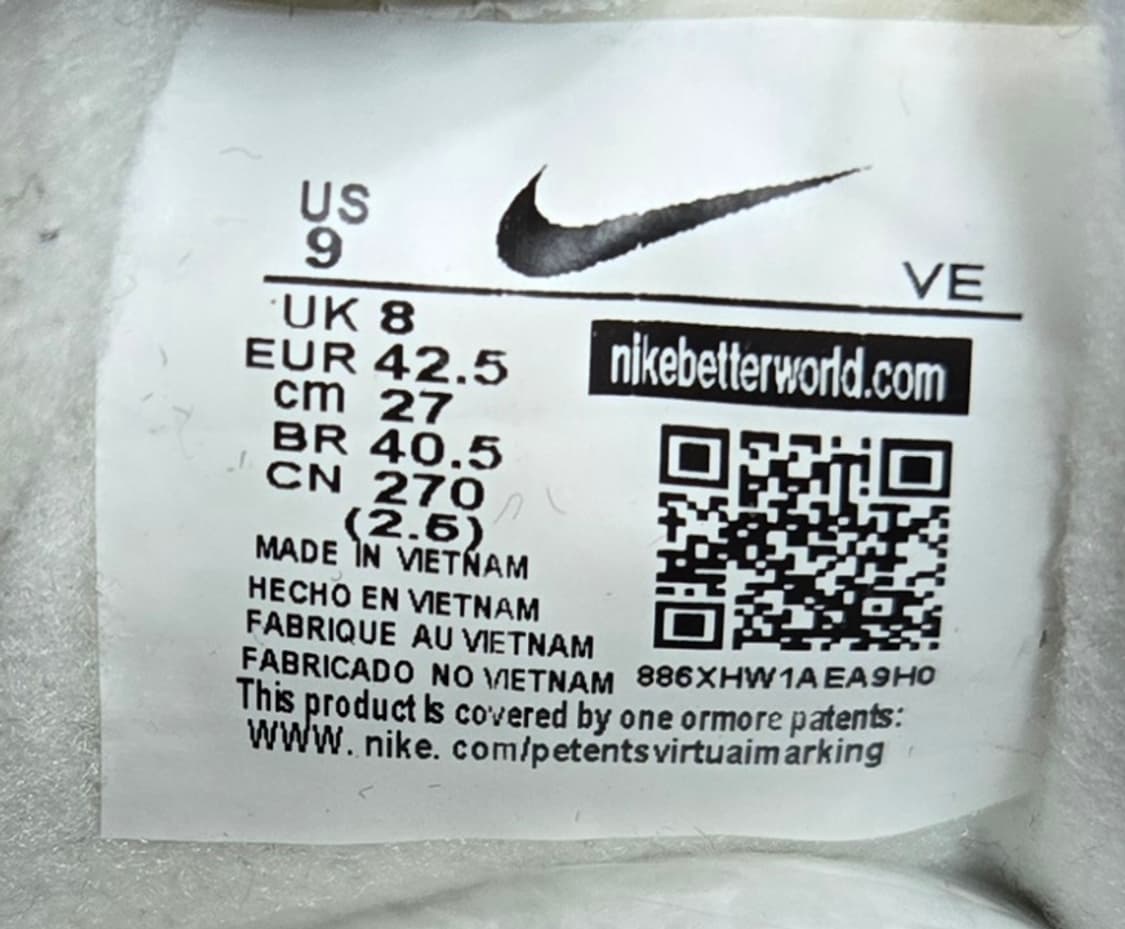 US
9
VE
UK 8
EUR 42.5
cm 27
BR 40.5
CN 270
(2.5)
nikebetterworld.com
MADE IN VIETNAM
HECHO EN VIETNAM
FABRIQUE AU VIETNAM
FABRICADO NO VIETNAM
886XHW1AEA9H0
This product Is covered by one ormore patents:
WWW. nike. com/petentsvirtuaimarking